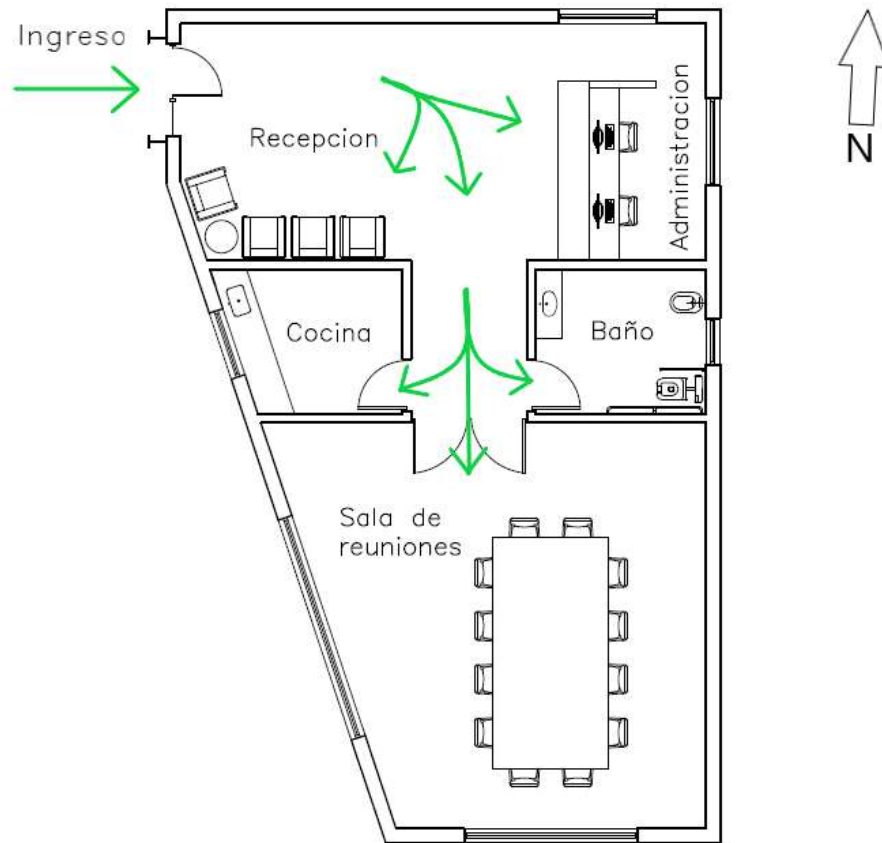 Ingreso
Recepcion
Administracion
N
Cocina
Baño
Sala de
reuniones